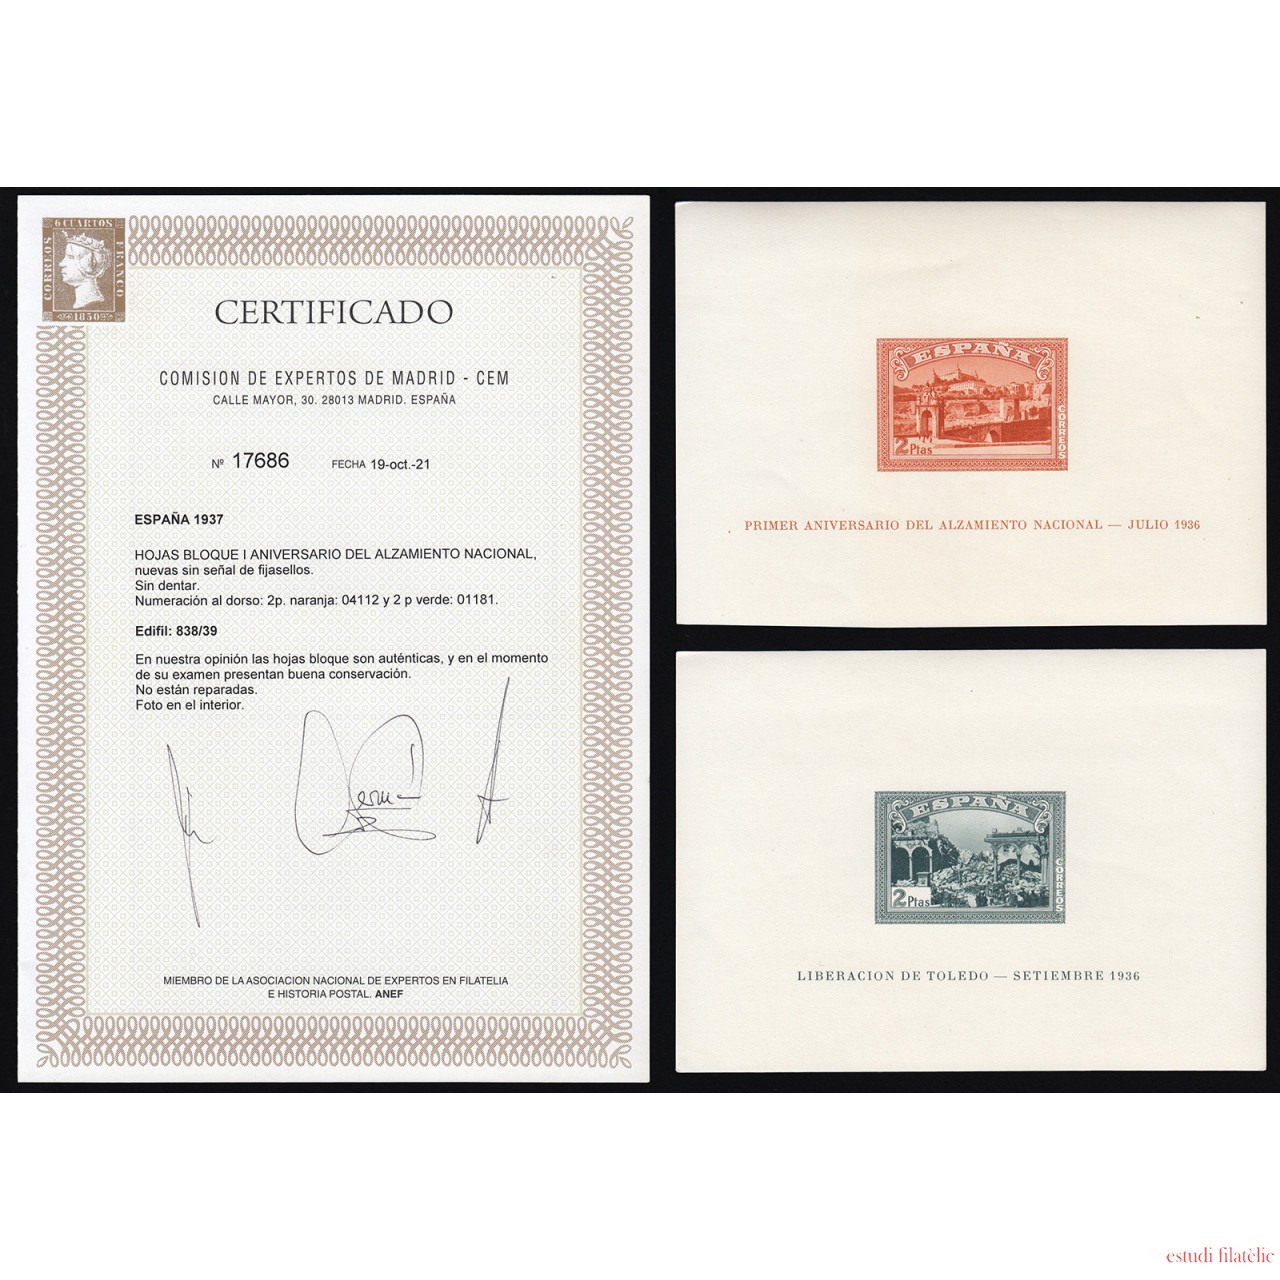 6 CUARTOS
CORREOS
FRANCO
1850
CERTIFICADO
COMISION DE EXPERTOS DE MADRID - CEM
CALLE MAYOR, 30. 28013 MADRID. ESPAÑA
Nº 17686 FECHA 19-oct.-21
ESPAÑA 1937
HOJAS BLOQUE I ANIVERSARIO DEL ALZAMIENTO NACIONAL,
nuevas sin señal de fijasellos.
Sin dentar.
Numeración al dorso: 2p. naranja: 04112 y 2 p verde: 01181.
Edifil: 838/39
En nuestra opinión las hojas bloque son auténticas, y en el momento
de su examen presentan buena conservación.
No están reparadas.
Foto en el interior.
MIEMBRO DE LA ASOCIACION NACIONAL DE EXPERTOS EN FILATELIA
E HISTORIA POSTAL. ANEF
ESPAÑA
CORREOS
2 Ptas
PRIMER ANIVERSARIO DEL ALZAMIENTO NACIONAL — JULIO 1936
ESPAÑA
CORREOS
2 Ptas
LIBERACION DE TOLEDO — SETIEMBRE 1936
estudi filatèlic